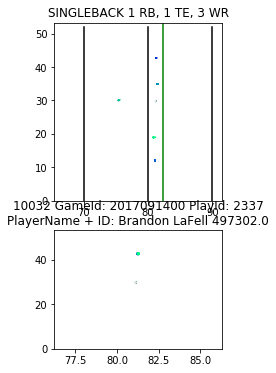 SINGLEBACK 1 RB, 1 TE, 3 WR
50
40
30
20
10
0
70 80 90
10032 GameId: 2017091400 PlayId: 2337
PlayerName + ID: Brandon LaFell 497302.0
40
20
0
77.5 80.0 82.5 85.0